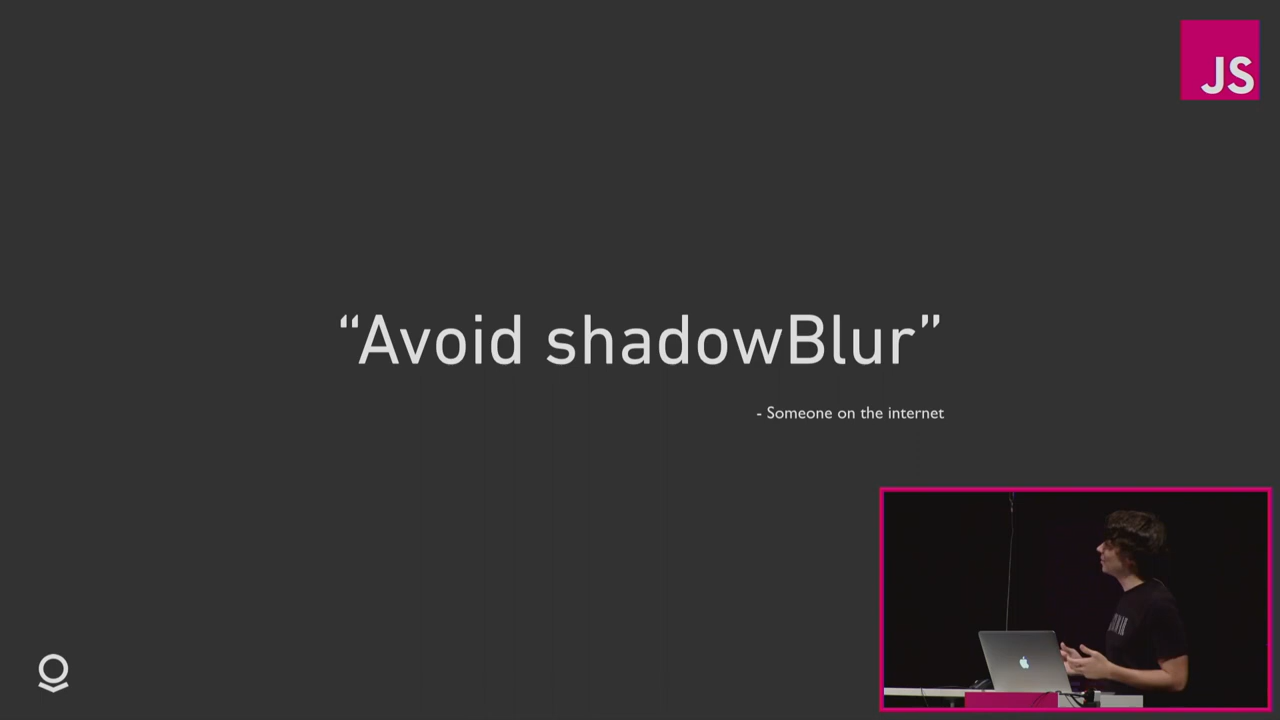 JS
“Avoid shadowBlur”
- Someone on the internet